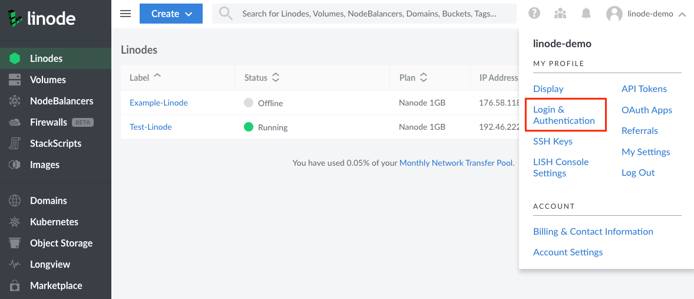 linode
Create
Search for Linodes, Volumes, NodeBalancers, Domains, Buckets, Tags...
linode-demo
Linodes
Volumes
NodeBalancers
Firewalls BETA
StackScripts
Images
Domains
Kubernetes
Object Storage
Longview
Marketplace
Linodes
Label Status Plan IP Address
Example-Linode Offline Nanode 1GB 176.58.118
Test-Linode Running Nanode 1GB 192.46.222
You have used 0.05% of your Monthly Network Transfer Pool.
linode-demo
MY PROFILE
Display
Login &
Authentication
SSH Keys
LISH Console
Settings
API Tokens
OAuth Apps
Referrals
My Settings
Log Out
ACCOUNT
Billing & Contact Information
Account Settings